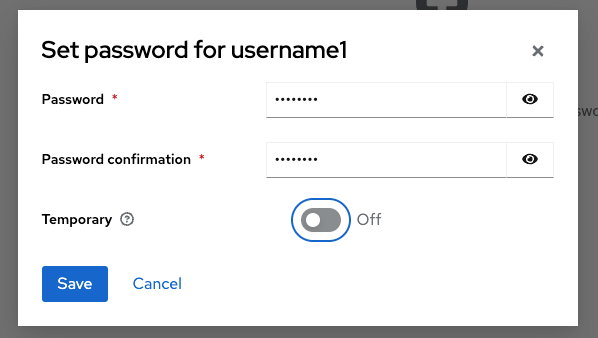 Set password for username1
Password *
••••••••
Password confirmation *
••••••••
Temporary
Off
Save Cancel